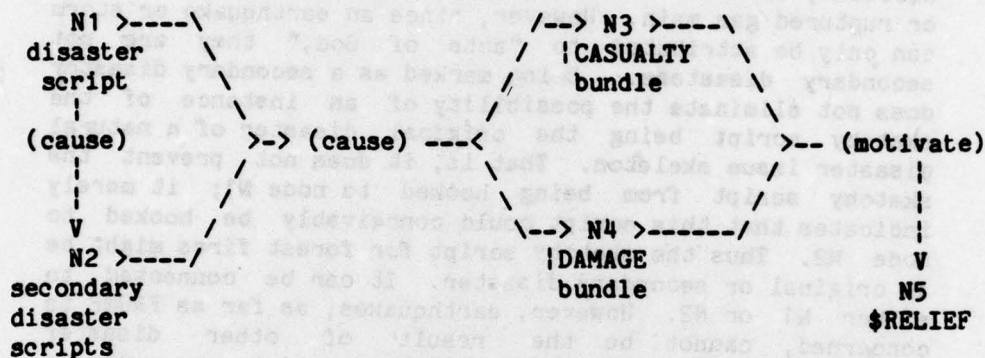 N1 >----\ /--> N3 >----\
disaster \ / ¦CASUALTY \
script \ / bundle \
(cause) >-> (cause) ---< >-- (motivate)
V / \--> N4 >----/ ¦
N2 >----/ ¦DAMAGE V
secondary bundle N5
disaster $RELIEF
scripts